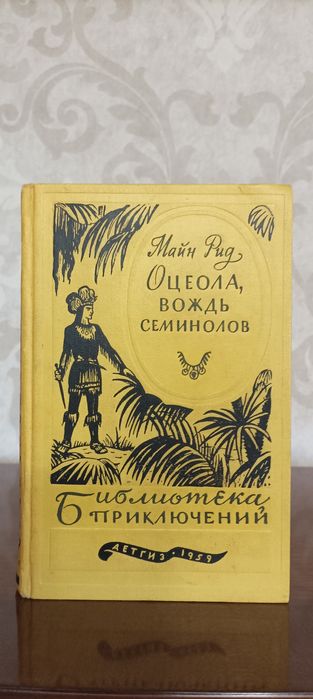 Майн Рид
Оцеола,
вождь
семинолов
Библиотека
приключений
ДЕТГИЗ • 1959